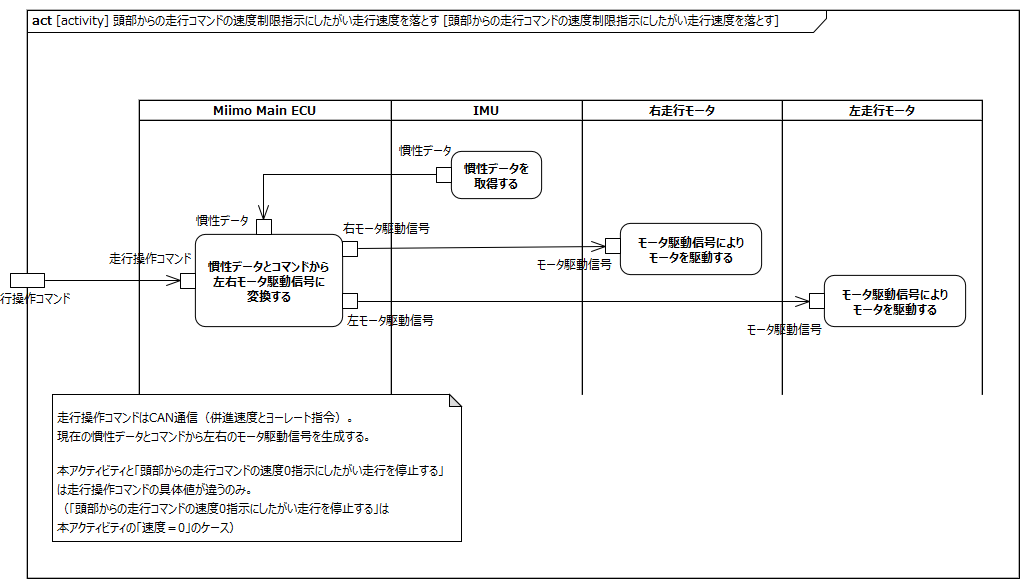 act [activity] 頭部からの走行コマンドの速度制限指示にしたがい走行速度を落とす [頭部からの走行コマンドの速度制限指示にしたがい走行速度を落とす]
Miimo Main ECU
IMU
右走行モータ
左走行モータ
慣性データ
慣性データを
取得する
慣性データ
右モータ駆動信号
モータ駆動信号により
モータを駆動する
モータ駆動信号
走行操作コマンド
慣性データとコマンドから
左右モータ駆動信号に
変換する
行操作コマンド
左モータ駆動信号
モータ駆動信号により
モータを駆動する
モータ駆動信号
走行操作コマンドはCAN通信（併進速度とヨーレート指令）。
現在の慣性データとコマンドから左右のモータ駆動信号を生成する。
本アクティビティと「頭部からの走行コマンドの速度0指示にしたがい走行を停止する」
は走行操作コマンドの具体値が違うのみ。
（「頭部からの走行コマンドの速度0指示にしたがい走行を停止する」は
本アクティビティの「速度＝0」のケース）